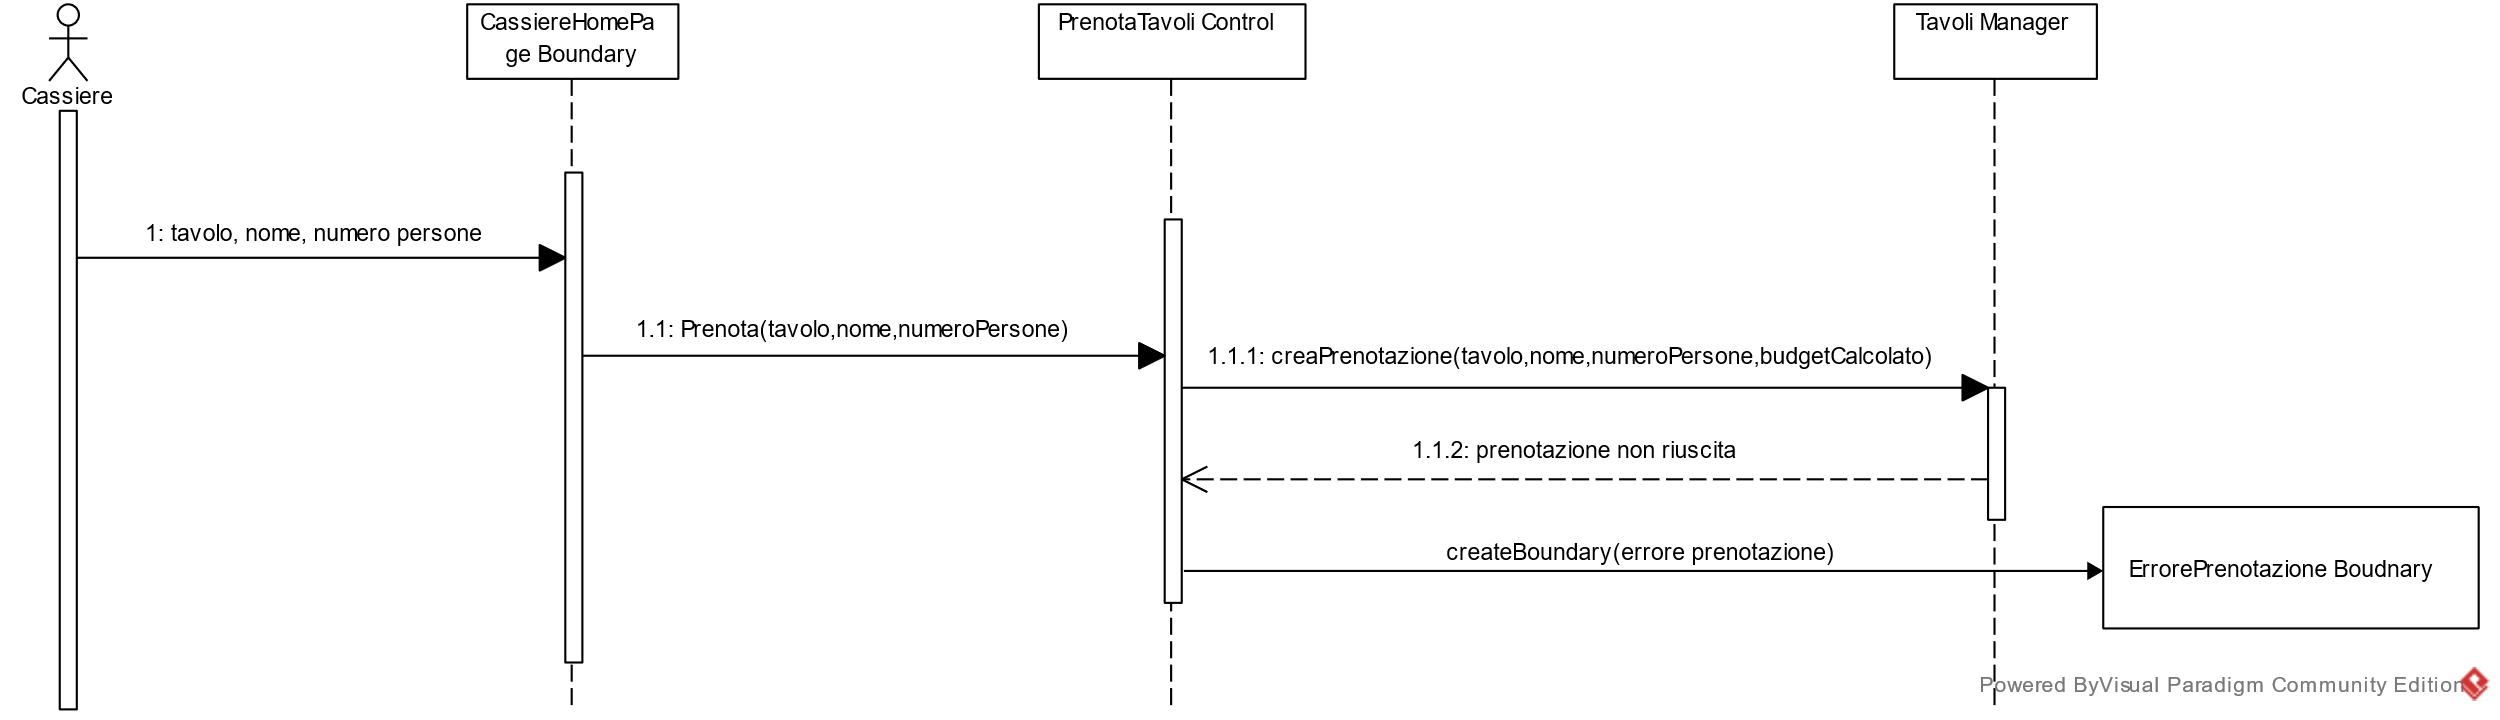 Cassiere
CassiereHomePa
ge Boundary
PrenotaTavoli Control
Tavoli Manager
1: tavolo, nome, numero persone
1.1: Prenota(tavolo,nome,numeroPersone)
1.1.1: creaPrenotazione(tavolo,nome,numeroPersone,budgetCalcolato)
1.1.2: prenotazione non riuscita
createBoundary(errore prenotazione)
ErrorePrenotazione Boudnary
Powered ByVisual Paradigm Community Edition